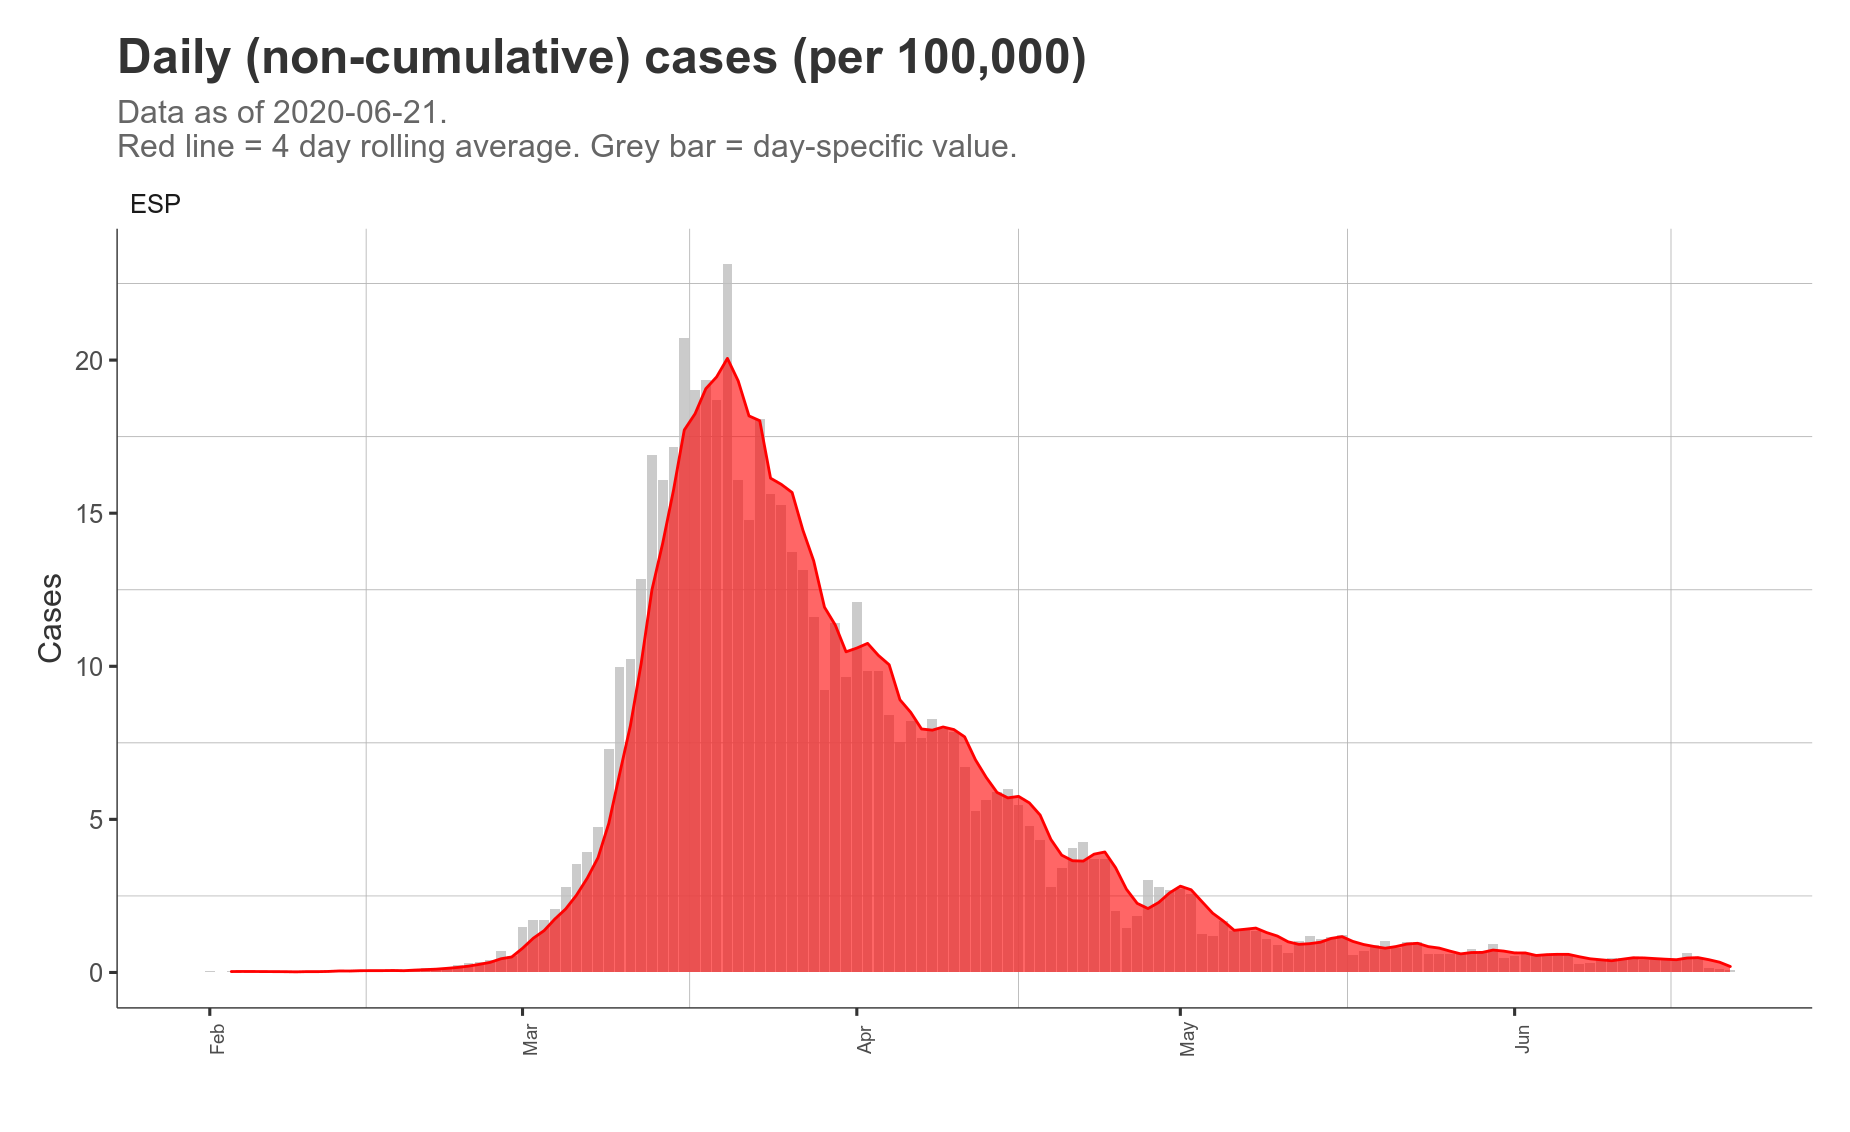 Daily (non-cumulative) cases (per 100,000)
Data as of 2020-06-21.
Red line = 4 day rolling average. Grey bar = day-specific value.
ESP
Cases
20
15
10
5
0
Feb
Mar
Apr
May
Jun